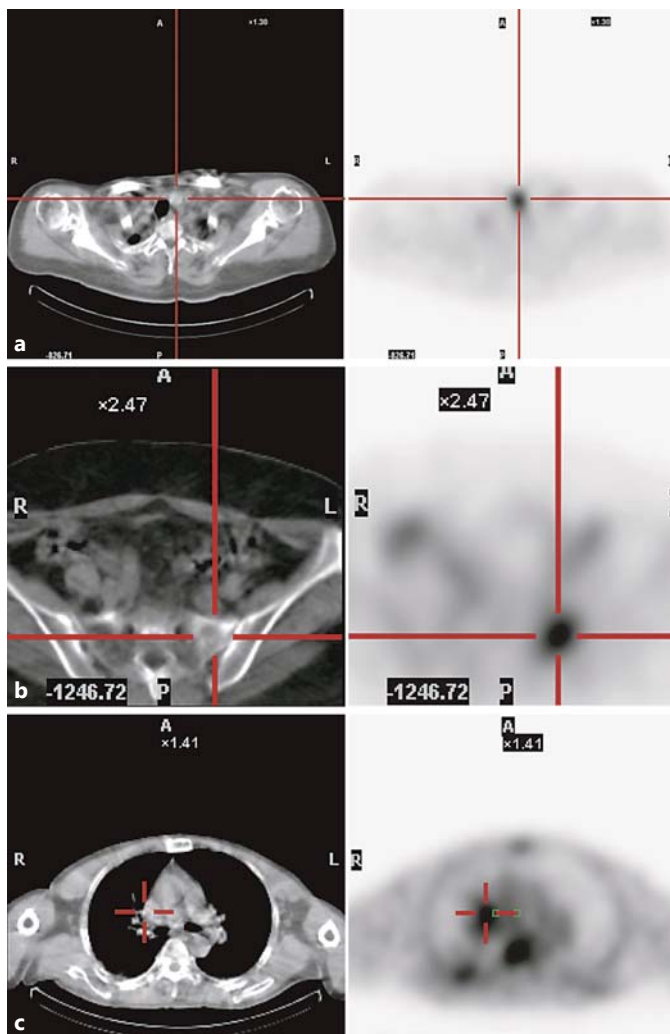 A ×1.30 A ×1.30
R L R
-826.71 P -826.71 P
a
A A
×2.47 ×2.47
R L R
-1246.72 P -1246.72 P
b
A A
×1.41 ×1.41
R L R
c